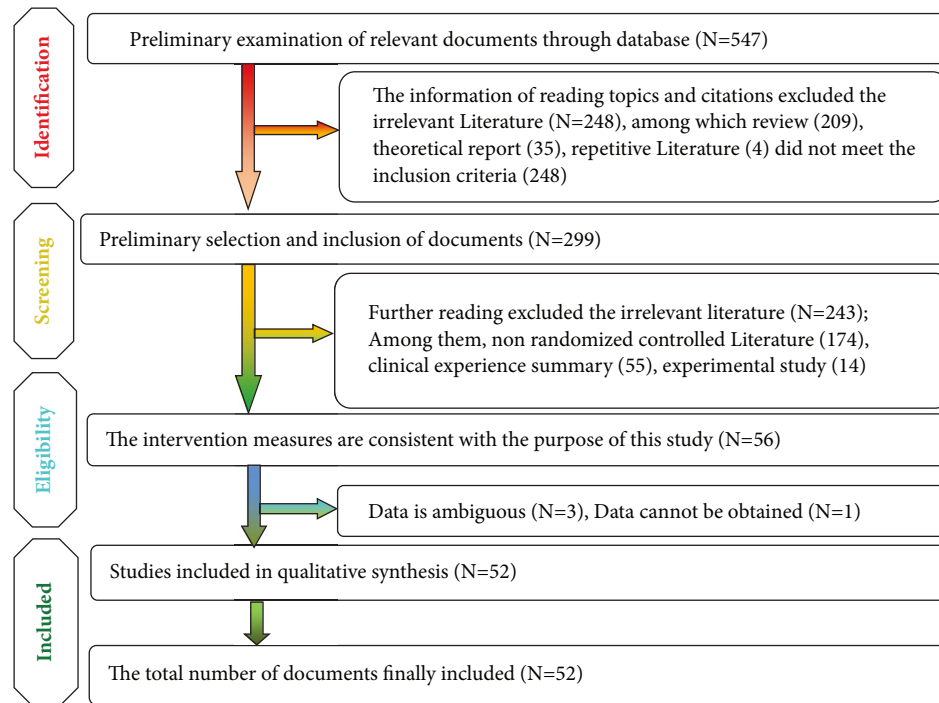 Identification
Preliminary examination of relevant documents through database (N=547)
The information of reading topics and citations excluded the
irrelevant Literature (N=248), among which review (209),
theoretical report (35), repetitive Literature (4) did not meet the
inclusion criteria (248)
Screening
Preliminary selection and inclusion of documents (N=299)
Further reading excluded the irrelevant literature (N=243);
Among them, non randomized controlled Literature (174),
clinical experience summary (55), experimental study (14)
Eligibility
The intervention measures are consistent with the purpose of this study (N=56)
Data is ambiguous (N=3), Data cannot be obtained (N=1)
Included
Studies included in qualitative synthesis (N=52)
The total number of documents finally included (N=52)